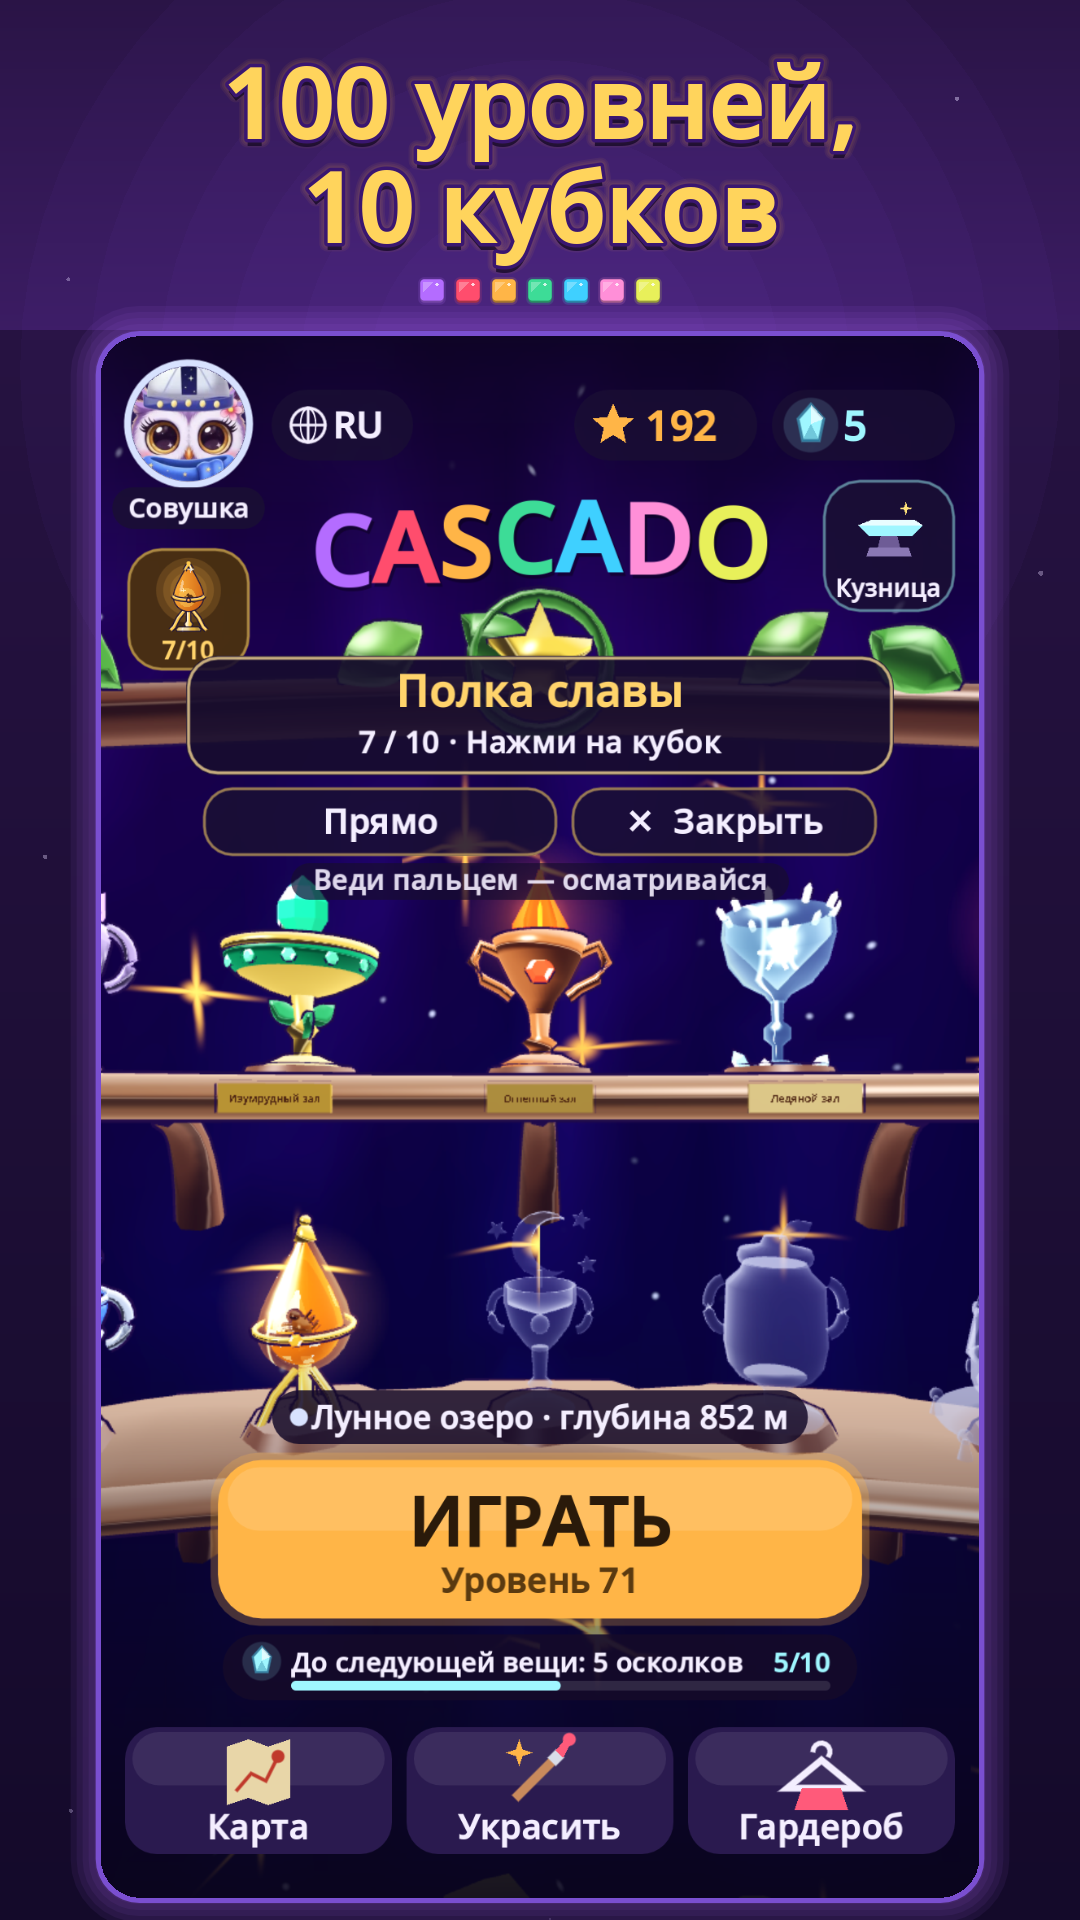 100 уровней,
10 кубков
RU
192
5
Совушка
CASCADO
Кузница
7/10
Полка славы
7 / 10 · Нажми на кубок
Прямо
✕ Закрыть
Веди пальцем — осматривайся
Изумрудный зал
Огненный зал
Ледяной зал
Лунное озеро · глубина 852 м
ИГРАТЬ
Уровень 71
До следующей вещи: 5 осколков 5/10
Карта
Украсить
Гардероб